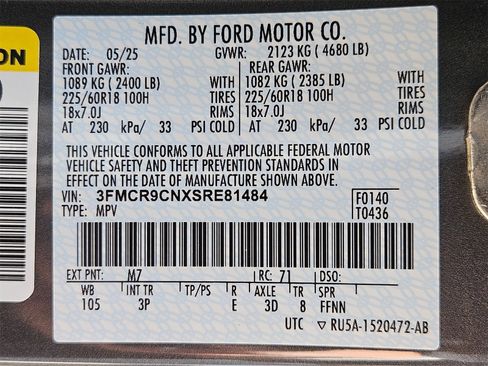 ON
MFD. BY FORD MOTOR CO.
DATE: 05/25 GVWR: 2123 KG ( 4680 LB)
FRONT GAWR: REAR GAWR:
1089 KG ( 2400 LB) WITH 1082 KG ( 2385 LB) WITH
225/60R18 100H TIRES 225/60R18 100H TIRES
18x7.0J RIMS 18x7.0J RIMS
AT 230 kPa/ 33 PSI COLD AT 230 kPa/ 33 PSI COLD
THIS VEHICLE CONFORMS TO ALL APPLICABLE FEDERAL MOTOR
VEHICLE SAFETY AND THEFT PREVENTION STANDARDS IN
EFFECT ON THE DATE OF MANUFACTURE SHOWN ABOVE.
VIN: 3FMCR9CNXSRE81484 F0140
TYPE: MPV T0436
EXT PNT: M7 RC: 71 DSO:
WB INT TR TP/PS R AXLE TR SPR
105 3P E 3D 8 FFNN
UTC ▽ RU5A-1520472-AB